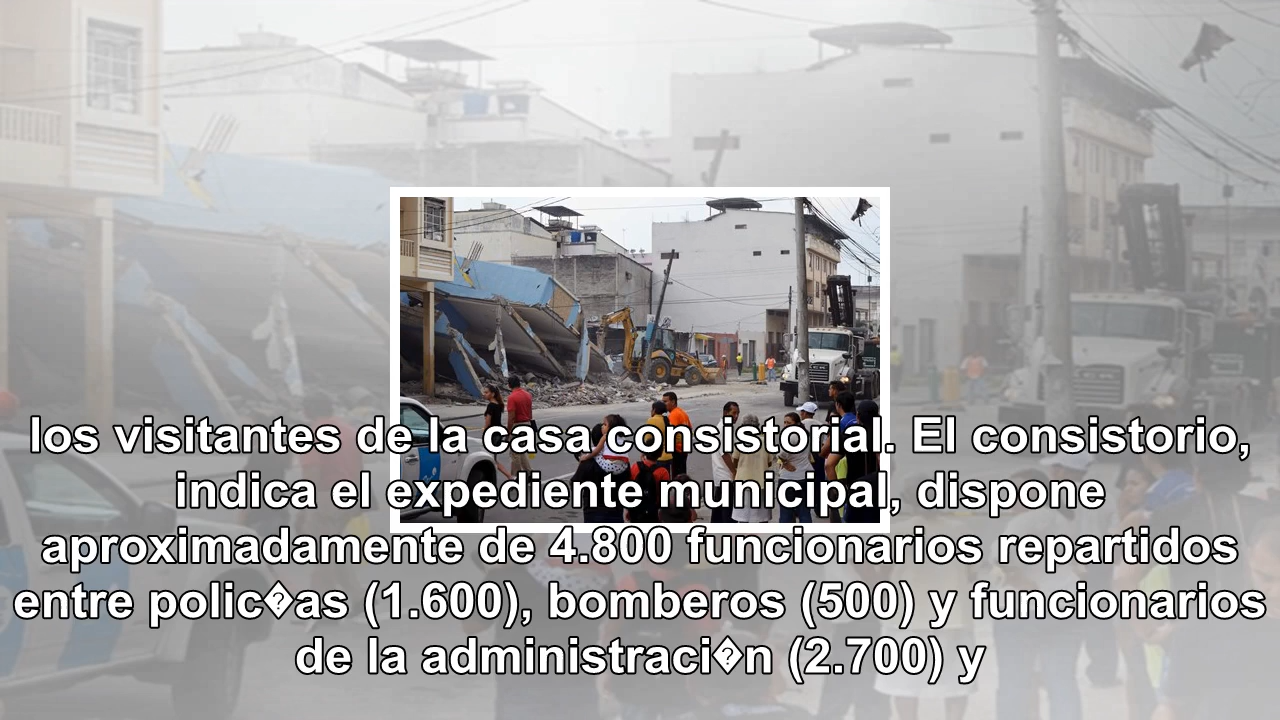 los visitantes de la casa consistorial. El consistorio,
indica el expediente municipal, dispone
aproximadamente de 4.800 funcionarios repartidos
entre polic�as (1.600), bomberos (500) y funcionarios
de la administraci�n (2.700) y